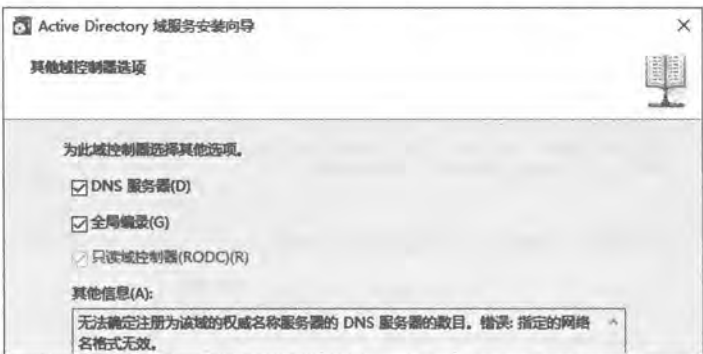 Active Directory 域服务安装向导
其他域控制器选项
为此域控制器选择其他选项。
DNS 服务器(D)
全局编录(G)
只读域控制器(RODC)(R)
其他信息(A):
无法确定注册为该域的权威名称服务器的 DNS 服务器的数目。错误: 指定的网络
名格式无效。